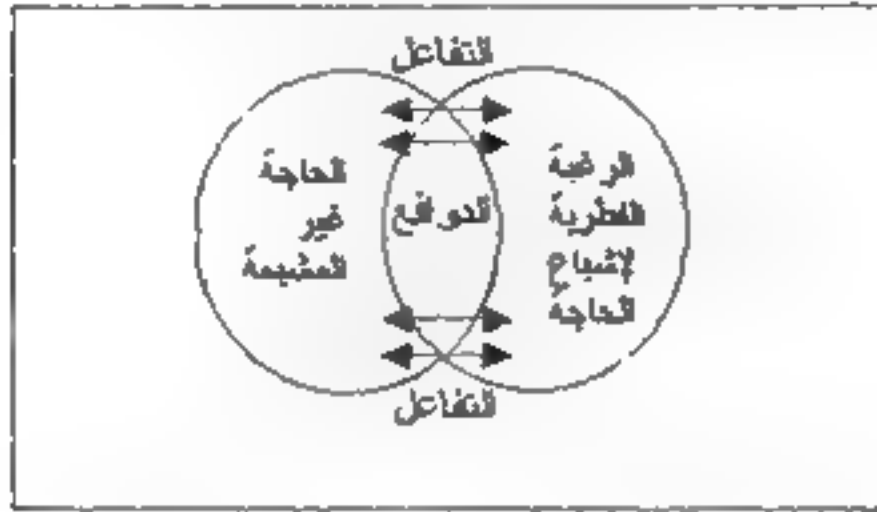 التفاعل
الرغبة
الفطرية
لإشباع
الحاجة
الدوافع
الحاجة
غير
المشبعة
التفاعل